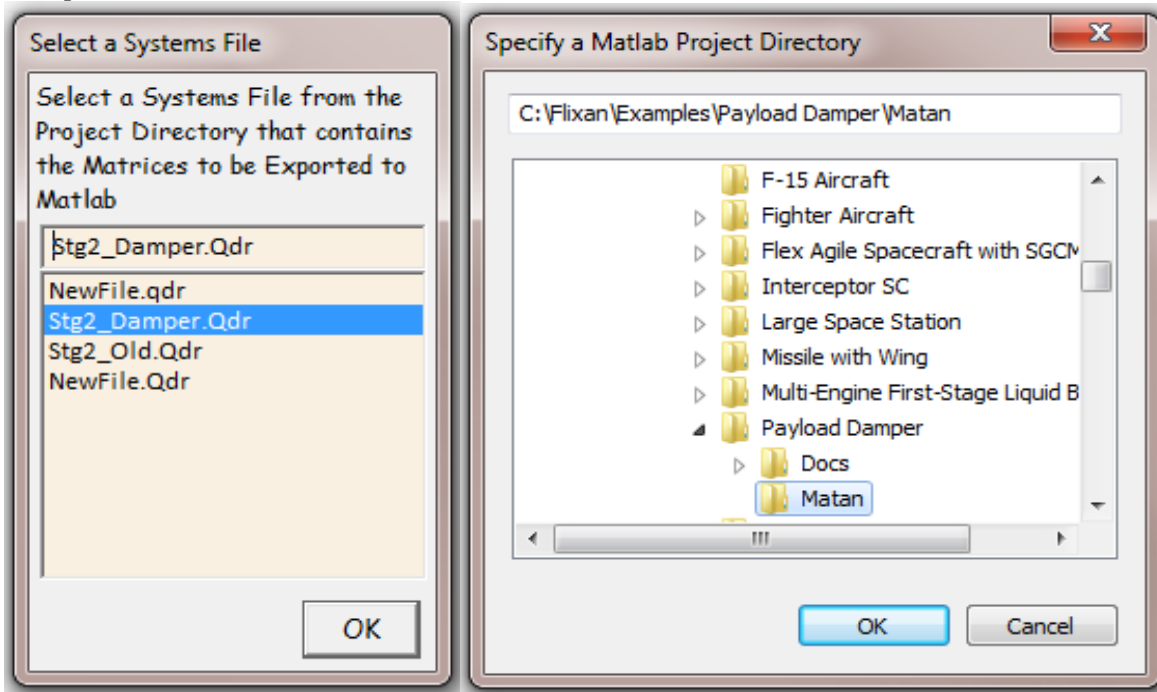 Select a Systems File
Select a Systems File from the
Project Directory that contains
the Matrices to be Exported to
Matlab
Stg2_Damper.Qdr
NewFile.qdr
Stg2_Damper.Qdr
Stg2_Old.Qdr
NewFile.Qdr
OK
Specify a Matlab Project Directory
C:\Flixan\Examples\Payload Damper\Matan
F-15 Aircraft
Fighter Aircraft
Flex Agile Spacecraft with SGCM
Interceptor SC
Large Space Station
Missile with Wing
Multi-Engine First-Stage Liquid B
Payload Damper
Docs
Matan
OK
Cancel